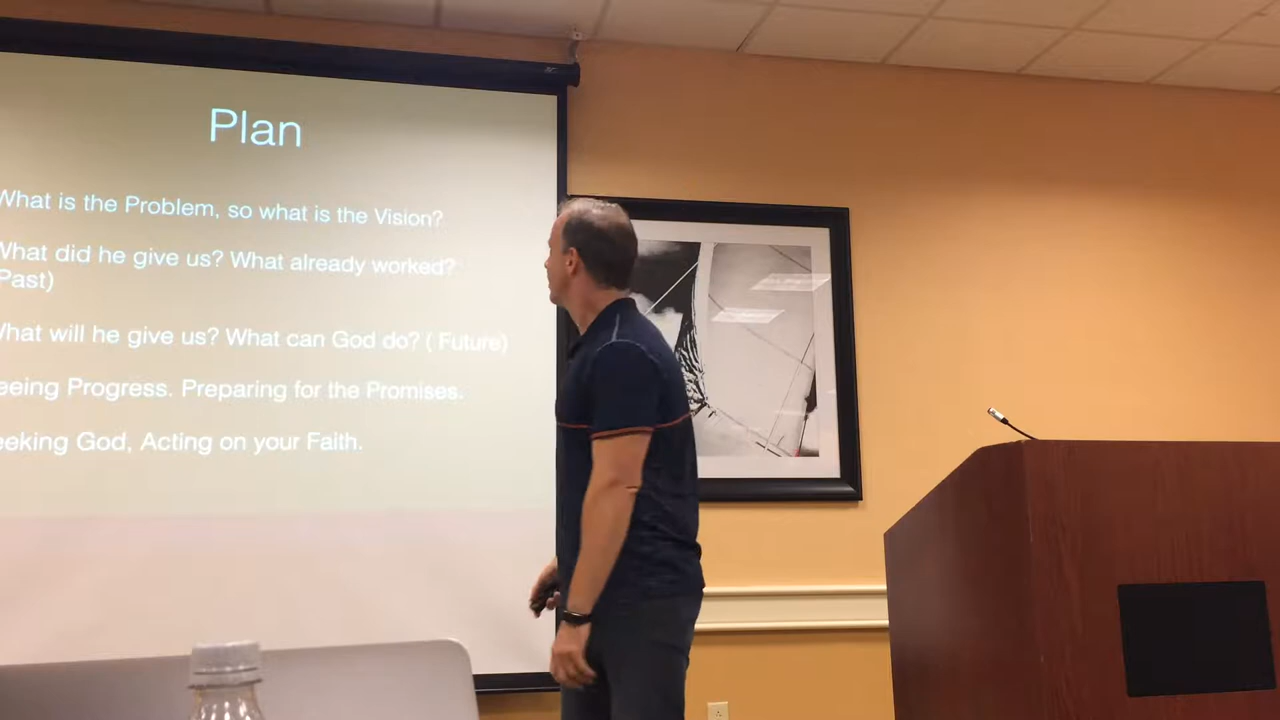 Plan
What is the Problem, so what is the Vision?
What did he give us? What already worked?
Past)
What will he give us? What can God do? ( Future)
eeing Progress. Preparing for the Promises.
eeking God, Acting on your Faith.